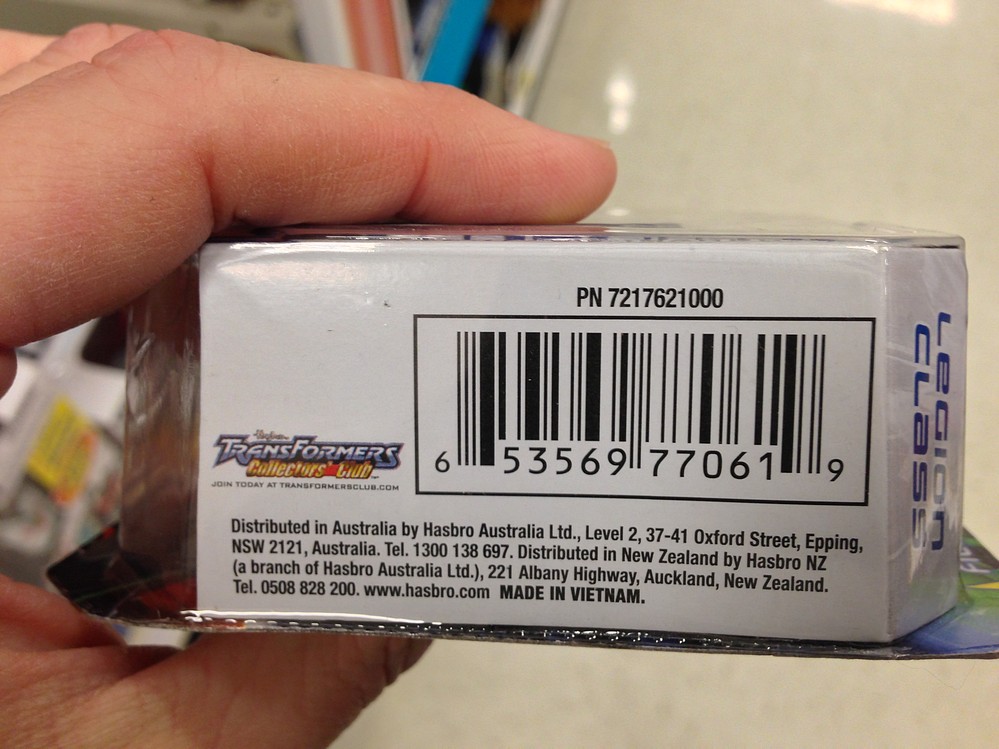 PN 7217621000
6 53569 77061 9
TRANSFORMERS
Collectors' Club
JOIN TODAY AT TRANSFORMERSCLUB.COM
Distributed in Australia by Hasbro Australia Ltd., Level 2, 37-41 Oxford Street, Epping,
NSW 2121, Australia. Tel. 1300 138 697. Distributed in New Zealand by Hasbro NZ
(a branch of Hasbro Australia Ltd.), 221 Albany Highway, Auckland, New Zealand.
Tel. 0508 828 200. www.hasbro.com MADE IN VIETNAM.
LEGION
CLASS